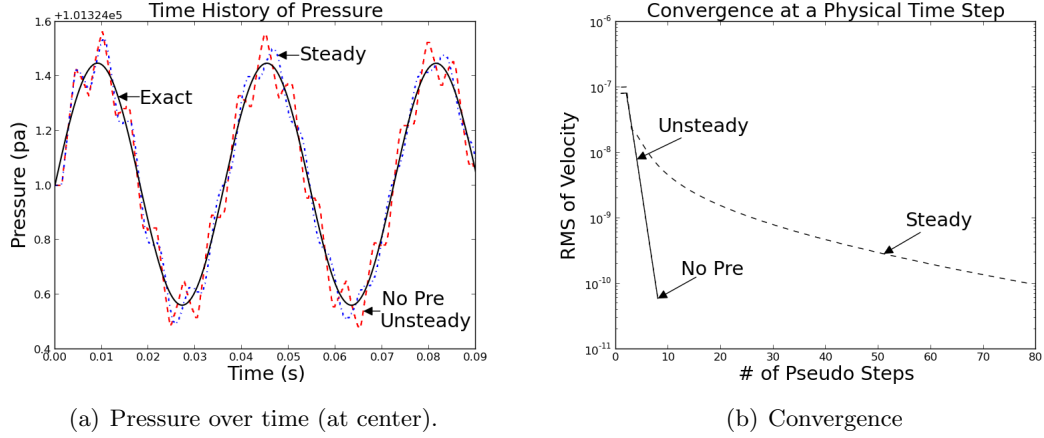 Time History of Pressure
+1.01324e5
1.6
1.4
1.2
1.0
0.8
0.6
0.4
Pressure (pa)
Steady
Exact
No Pre
Unsteady
0.00 0.01 0.02 0.03 0.04 0.05 0.06 0.07 0.08 0.09
Time (s)
(a) Pressure over time (at center).
Convergence at a Physical Time Step
10⁻⁶
10⁻⁷
10⁻⁸
10⁻⁹
10⁻¹⁰
10⁻¹¹
RMS of Velocity
Unsteady
Steady
No Pre
0 10 20 30 40 50 60 70 80
# of Pseudo Steps
(b) Convergence